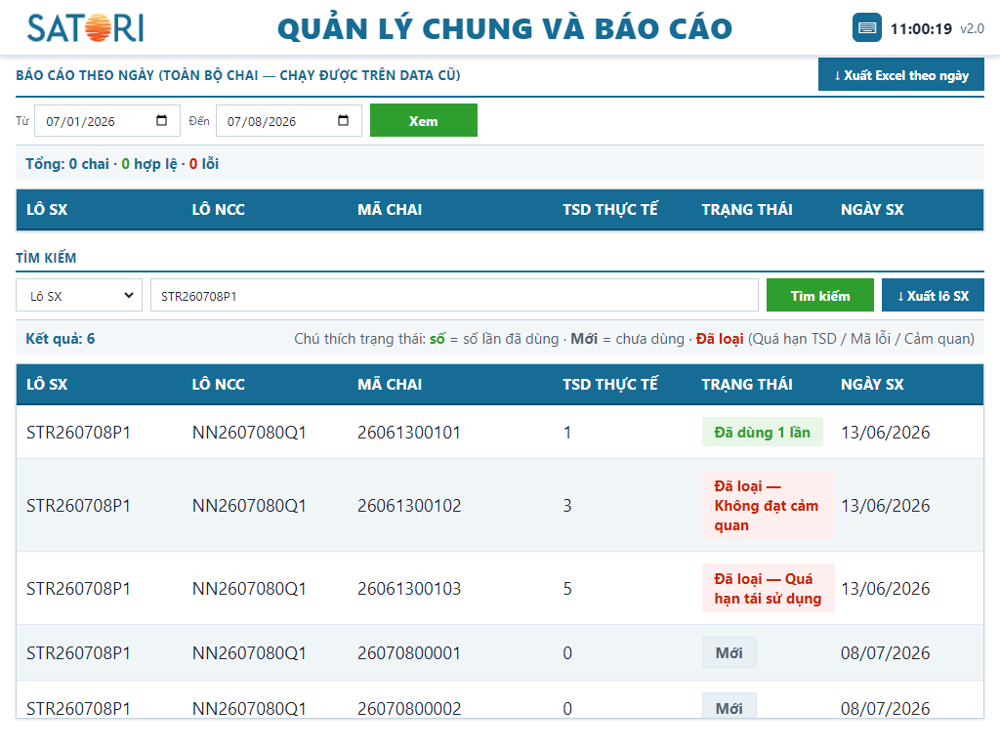 SATORI
QUẢN LÝ CHUNG VÀ BÁO CÁO
11:00:19 v2.0
BÁO CÁO THEO NGÀY (TOÀN BỘ CHAI — CHẠY ĐƯỢC TRÊN DATA CŨ)
↓ Xuất Excel theo ngày
Từ 07/01/2026 Đến 07/08/2026 Xem
Tổng: 0 chai · 0 hợp lệ · 0 lỗi
LÔ SX LÔ NCC MÃ CHAI TSD THỰC TẾ TRẠNG THÁI NGÀY SX
TÌM KIẾM
Lô SX STR260708P1 Tìm kiếm ↓ Xuất lô SX
Kết quả: 6 Chú thích trạng thái: số = số lần đã dùng · Mới = chưa dùng · Đã loại (Quá hạn TSD / Mã lỗi / Cảm quan)
LÔ SX LÔ NCC MÃ CHAI TSD THỰC TẾ TRẠNG THÁI NGÀY SX
STR260708P1 NN2607080Q1 26061300101 1 Đã dùng 1 lần 13/06/2026
STR260708P1 NN2607080Q1 26061300102 3 Đã loại —
Không đạt cảm
quan 13/06/2026
STR260708P1 NN2607080Q1 26061300103 5 Đã loại — Quá
hạn tái sử dụng 13/06/2026
STR260708P1 NN2607080Q1 26070800001 0 Mới 08/07/2026
STR260708P1 NN2607080Q1 26070800002 0 Mới 08/07/2026